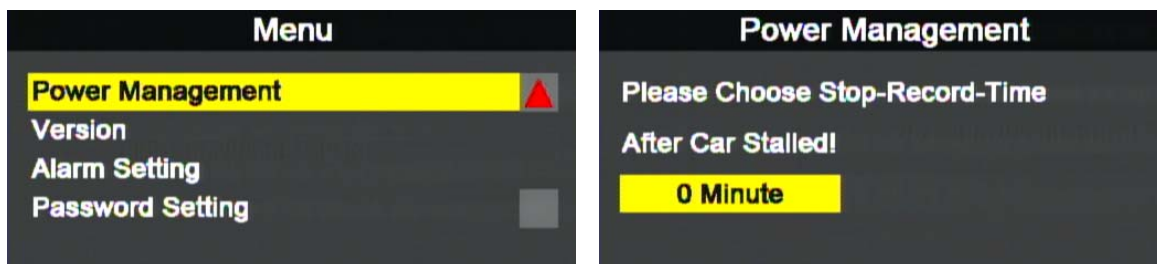 Menu
Power Management
Version
Alarm Setting
Password Setting
Power Management
Please Choose Stop-Record-Time
After Car Stalled!
0 Minute